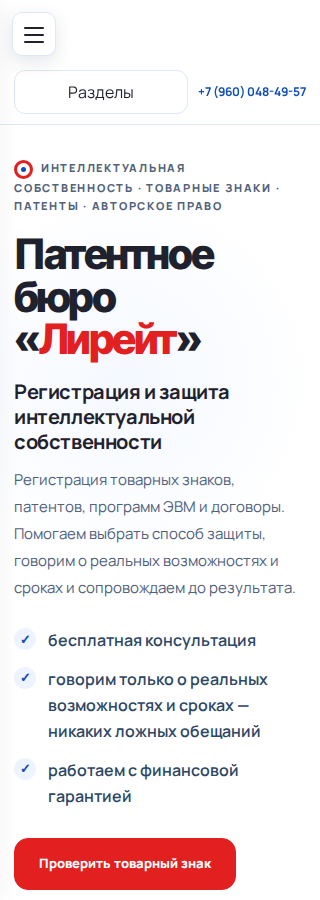 Разделы
+7 (960) 048-49-57
ИНТЕЛЛЕКТУАЛЬНАЯ
СОБСТВЕННОСТЬ · ТОВАРНЫЕ ЗНАКИ ·
ПАТЕНТЫ · АВТОРСКОЕ ПРАВО
Патентное
бюро
«Лирейт»
Регистрация и защита
интеллектуальной
собственности
Регистрация товарных знаков,
патентов, программ ЭВМ и договоры.
Помогаем выбрать способ защиты,
говорим о реальных возможностях и
сроках и сопровождаем до результата.
✓ бесплатная консультация
✓ говорим только о реальных
возможностях и сроках —
никаких ложных обещаний
✓ работаем с финансовой
гарантией
Проверить товарный знак